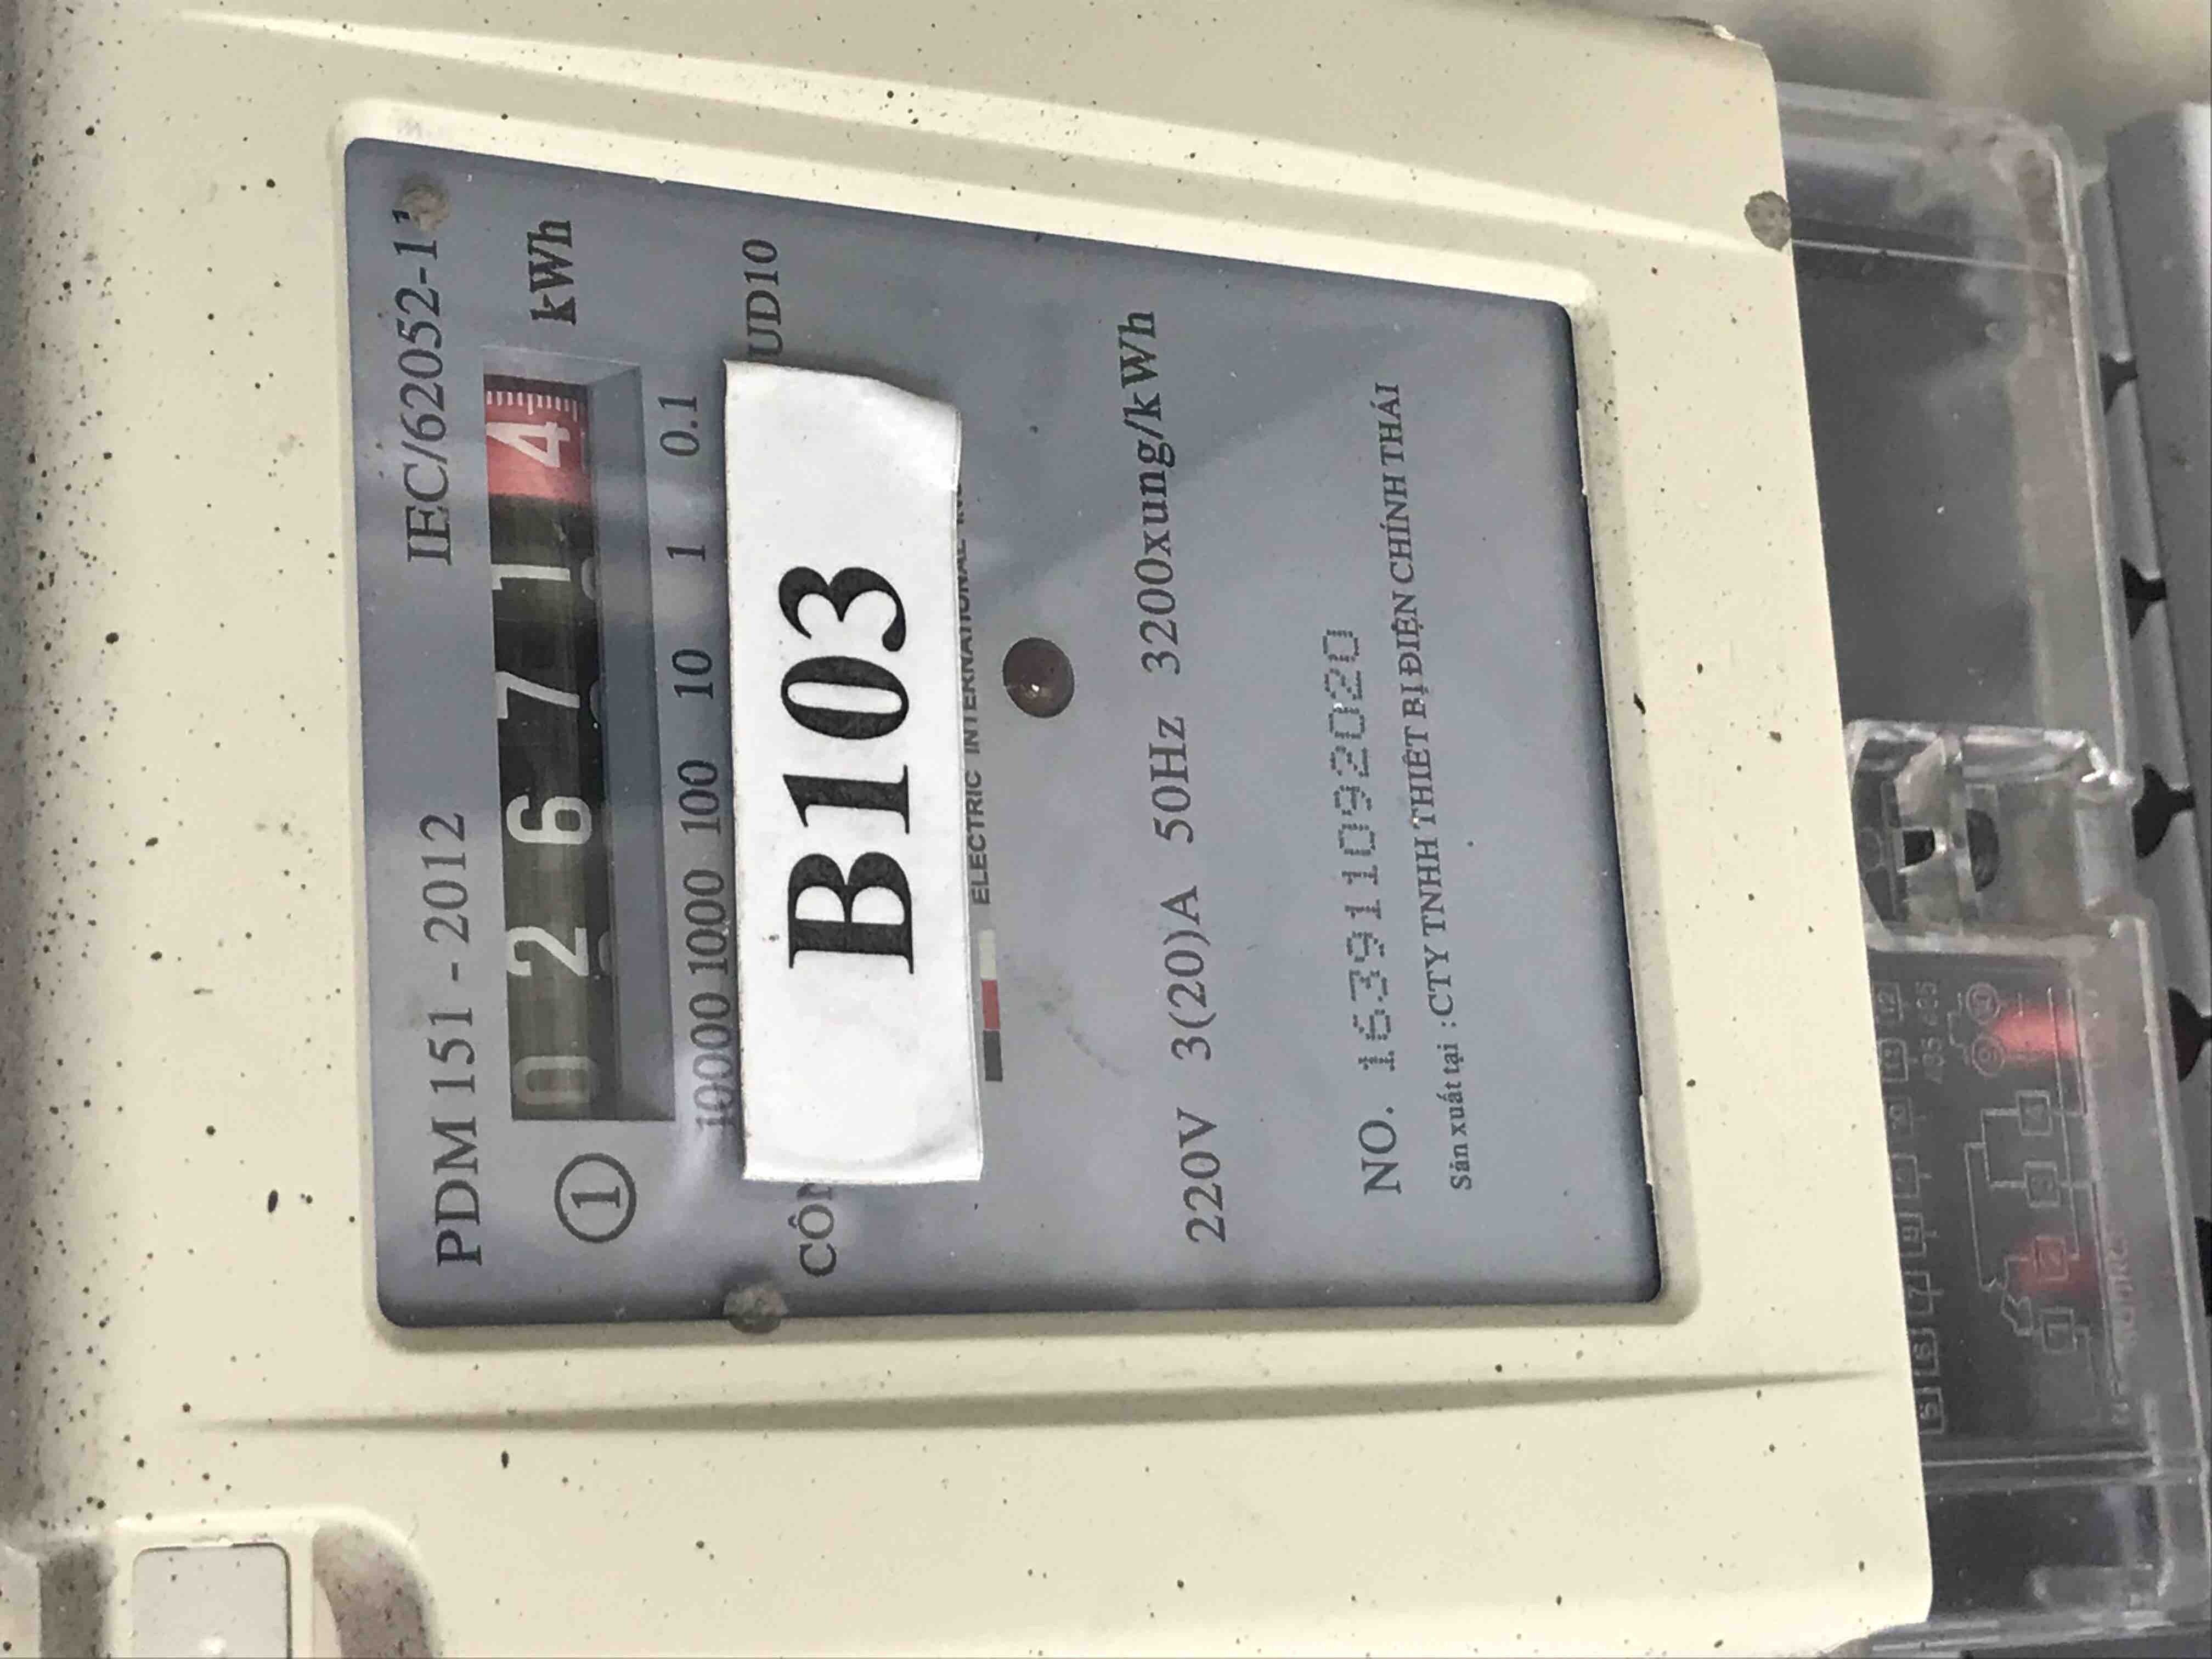 PDM 151 - 2012 IEC/62052-11
1 0 2 6 7 1 4 kWh
10000 1000 100 10 1 0.1
UD10
B103
ELECTRIC INTERNATIONAL
220V 3(20)A 50Hz 3200xung/kWh
NO. 163911092020
Sản xuất tại : CTY TNHH THIẾT BỊ ĐIỆN CHÍNH THÁI